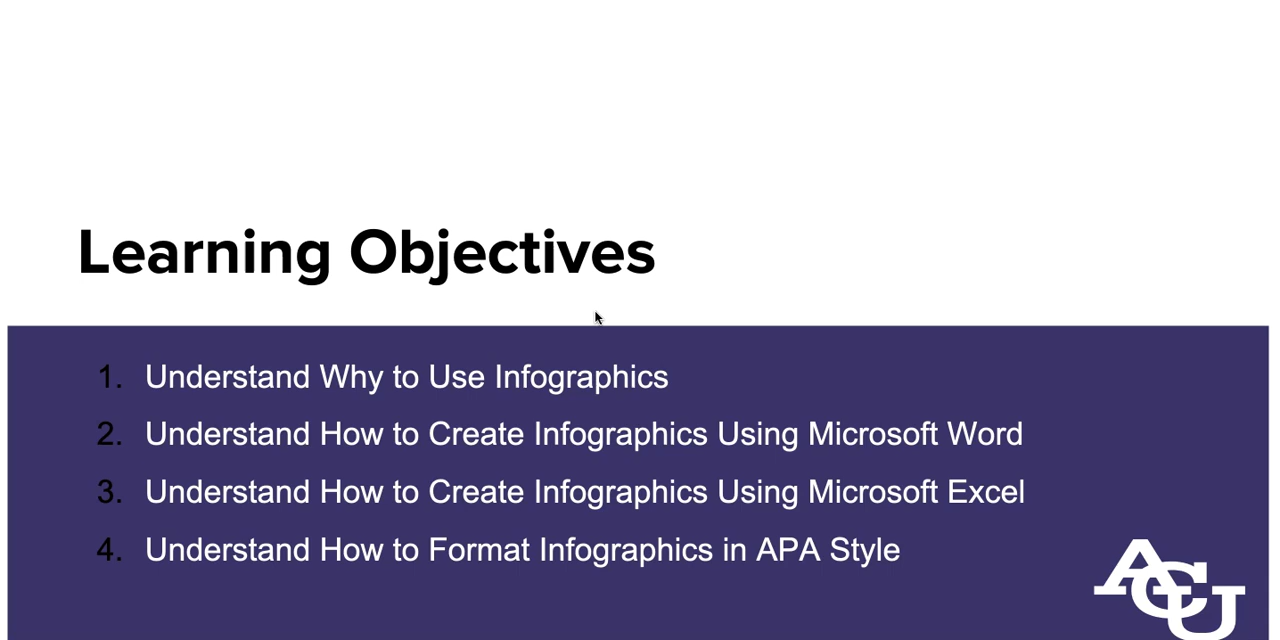 Learning Objectives
1. Understand Why to Use Infographics
2. Understand How to Create Infographics Using Microsoft Word
3. Understand How to Create Infographics Using Microsoft Excel
4. Understand How to Format Infographics in APA Style
ACU